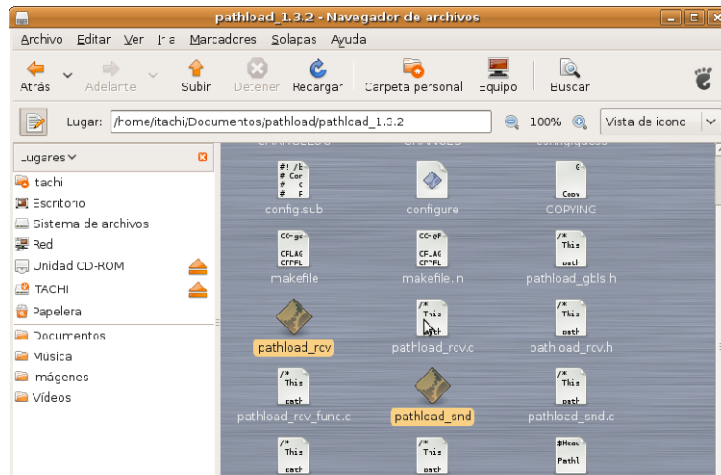 pathload_1.3.2 - Navegador de archivos
Archivo Editar Ver Ir a Marcadores Solapas Ayuda
Atrás Adelante Subir Detener Recargar Carpeta personal Equipo Buscar
Lugar: /home/itachi/Documentos/pathload/pathload_1.3.2 100% Vista de icono
Lugares
itachi
Escritorio
Sistema de archivos
Red
Unidad CD-ROM
TACHI
Papelera
Documentos
Música
Imágenes
Vídeos
config.sub configure COPYING
makefile makefile.in pathload_gbls.h
pathload_rcv pathload_rcv.c pathload_rcv.h
pathload_rcv_func.c pathload_snd pathload_snd.c